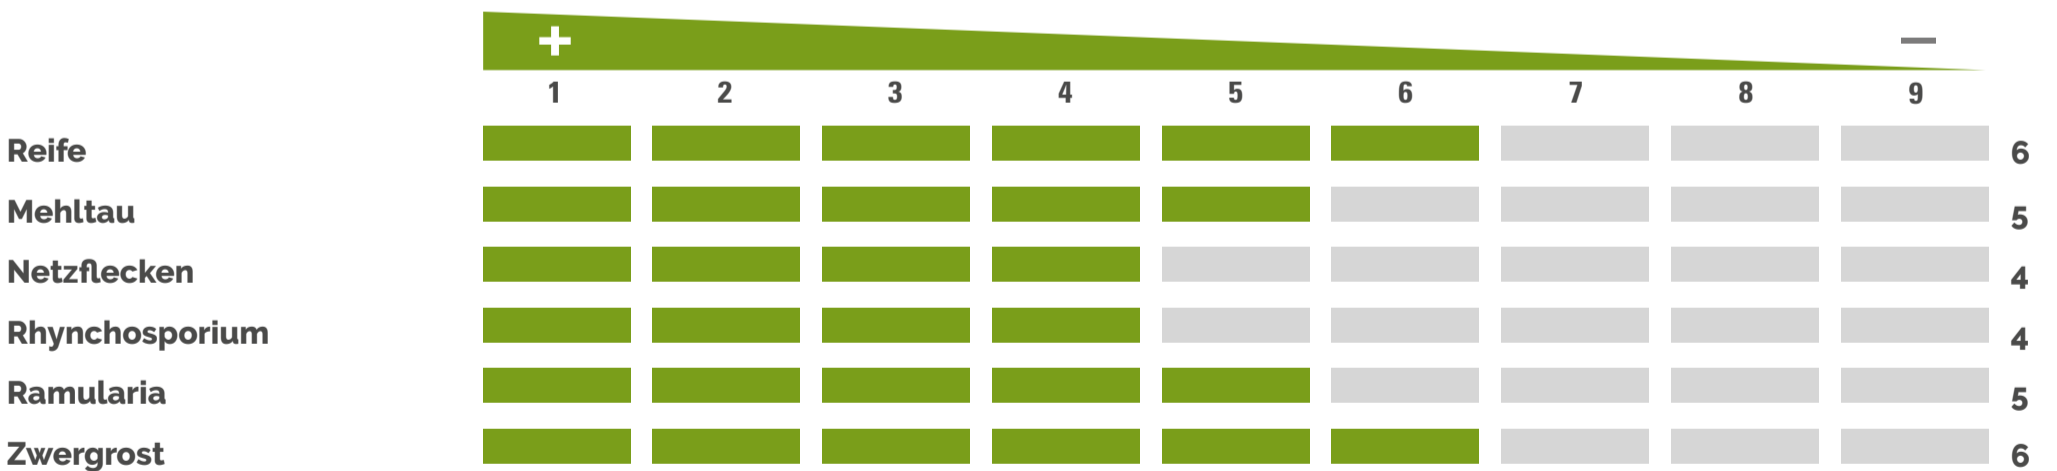 + –
1 2 3 4 5 6 7 8 9
Reife 6
Mehltau 5
Netzflecken 4
Rhynchosporium 4
Ramularia 5
Zwergrost 6